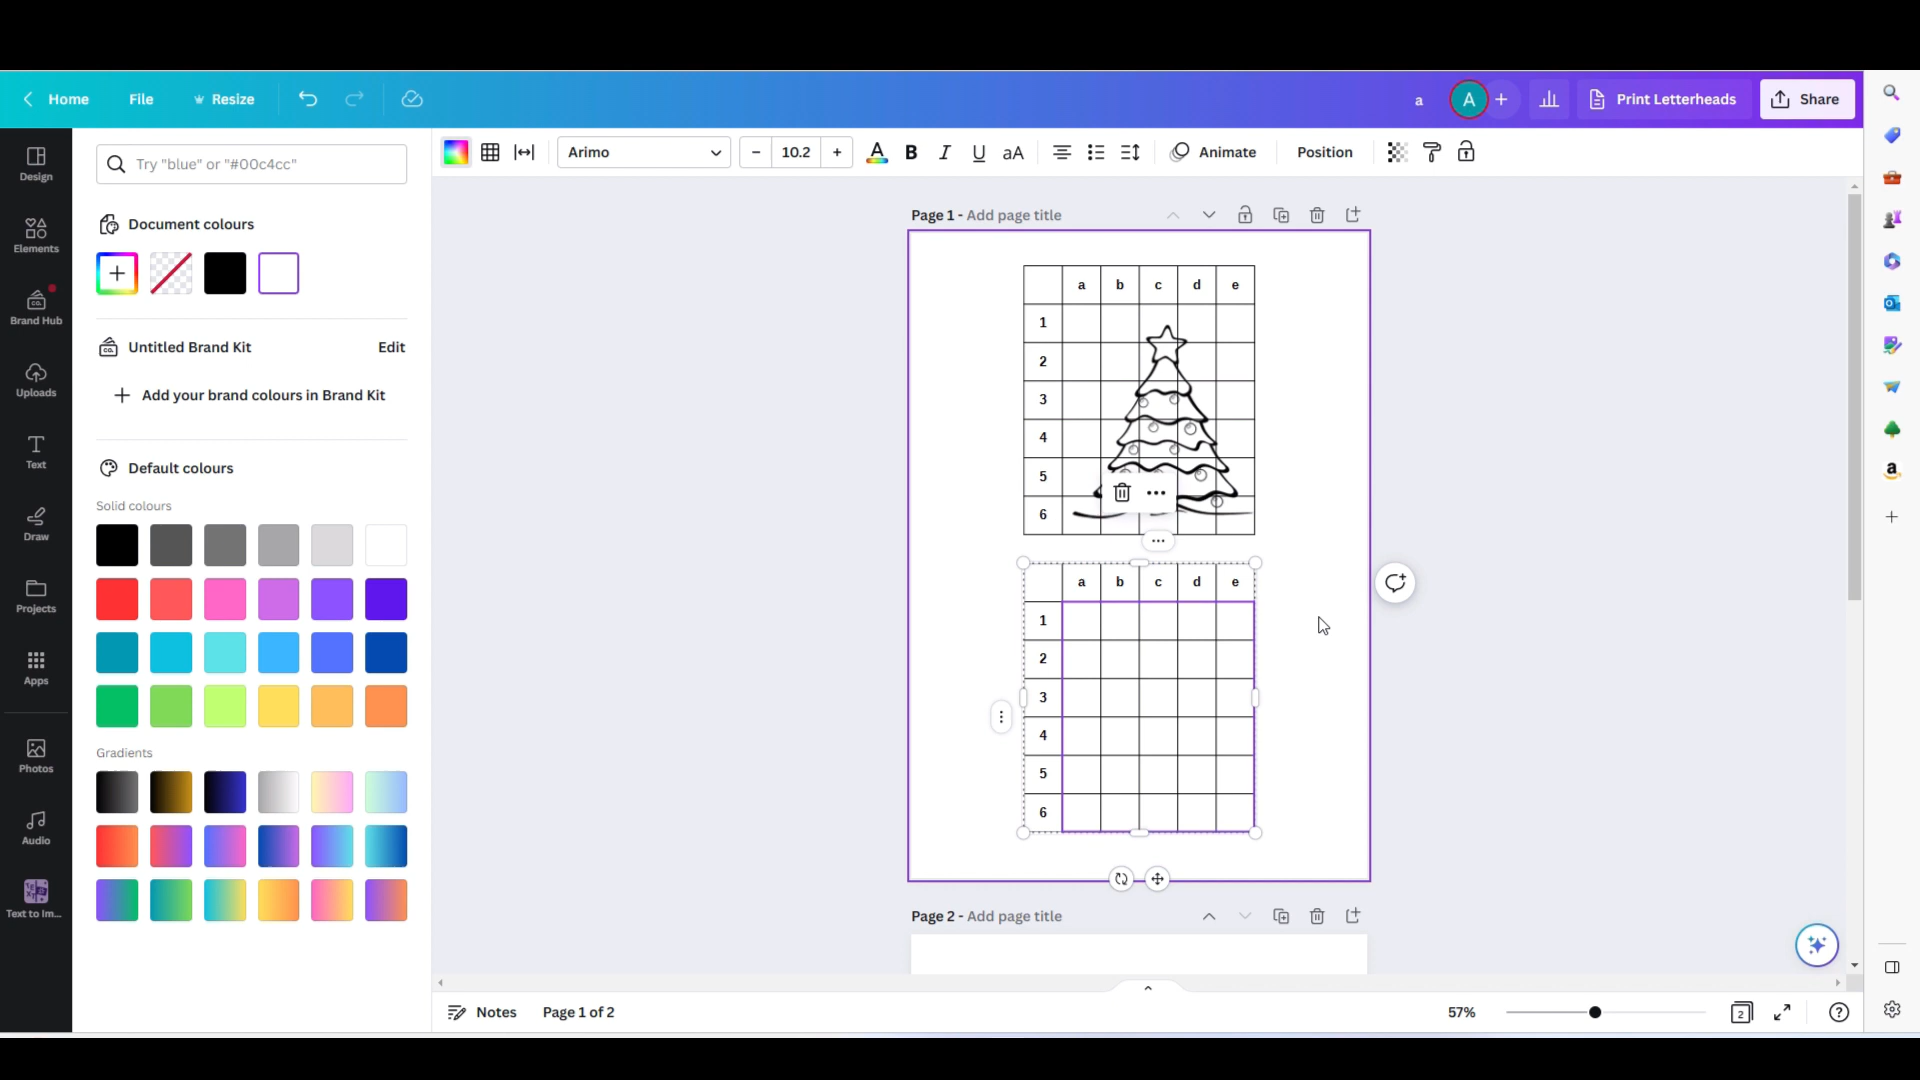 Home File Resize a A Print Letterheads Share
Try "blue" or "#00c4cc" Arimo 10.2 A B I U aA Animate Position
Design
Elements
Brand Hub
Uploads
Text
Draw
Projects
Apps
Photos
Audio
Text to Im...
Document colours
Untitled Brand Kit Edit
Add your brand colours in Brand Kit
Default colours
Solid colours
Gradients
Page 1 - Add page title
a b c d e
1
2
3
4
5
6
a b c d e
1
2
3
4
5
6
Page 2 - Add page title
Notes Page 1 of 2 57% 2